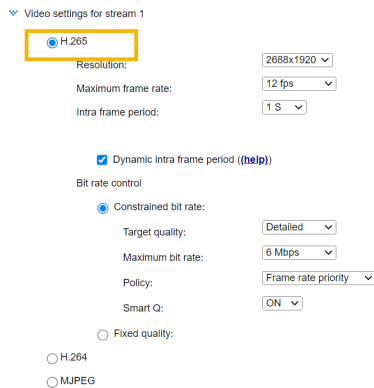 Video settings for stream 1
H.265
Resolution: 2688x1920
Maximum frame rate: 12 fps
Intra frame period: 1 S
Dynamic intra frame period ((help))
Bit rate control
Constrained bit rate:
Target quality: Detailed
Maximum bit rate: 6 Mbps
Policy: Frame rate priority
Smart Q: ON
Fixed quality:
H.264
MJPEG